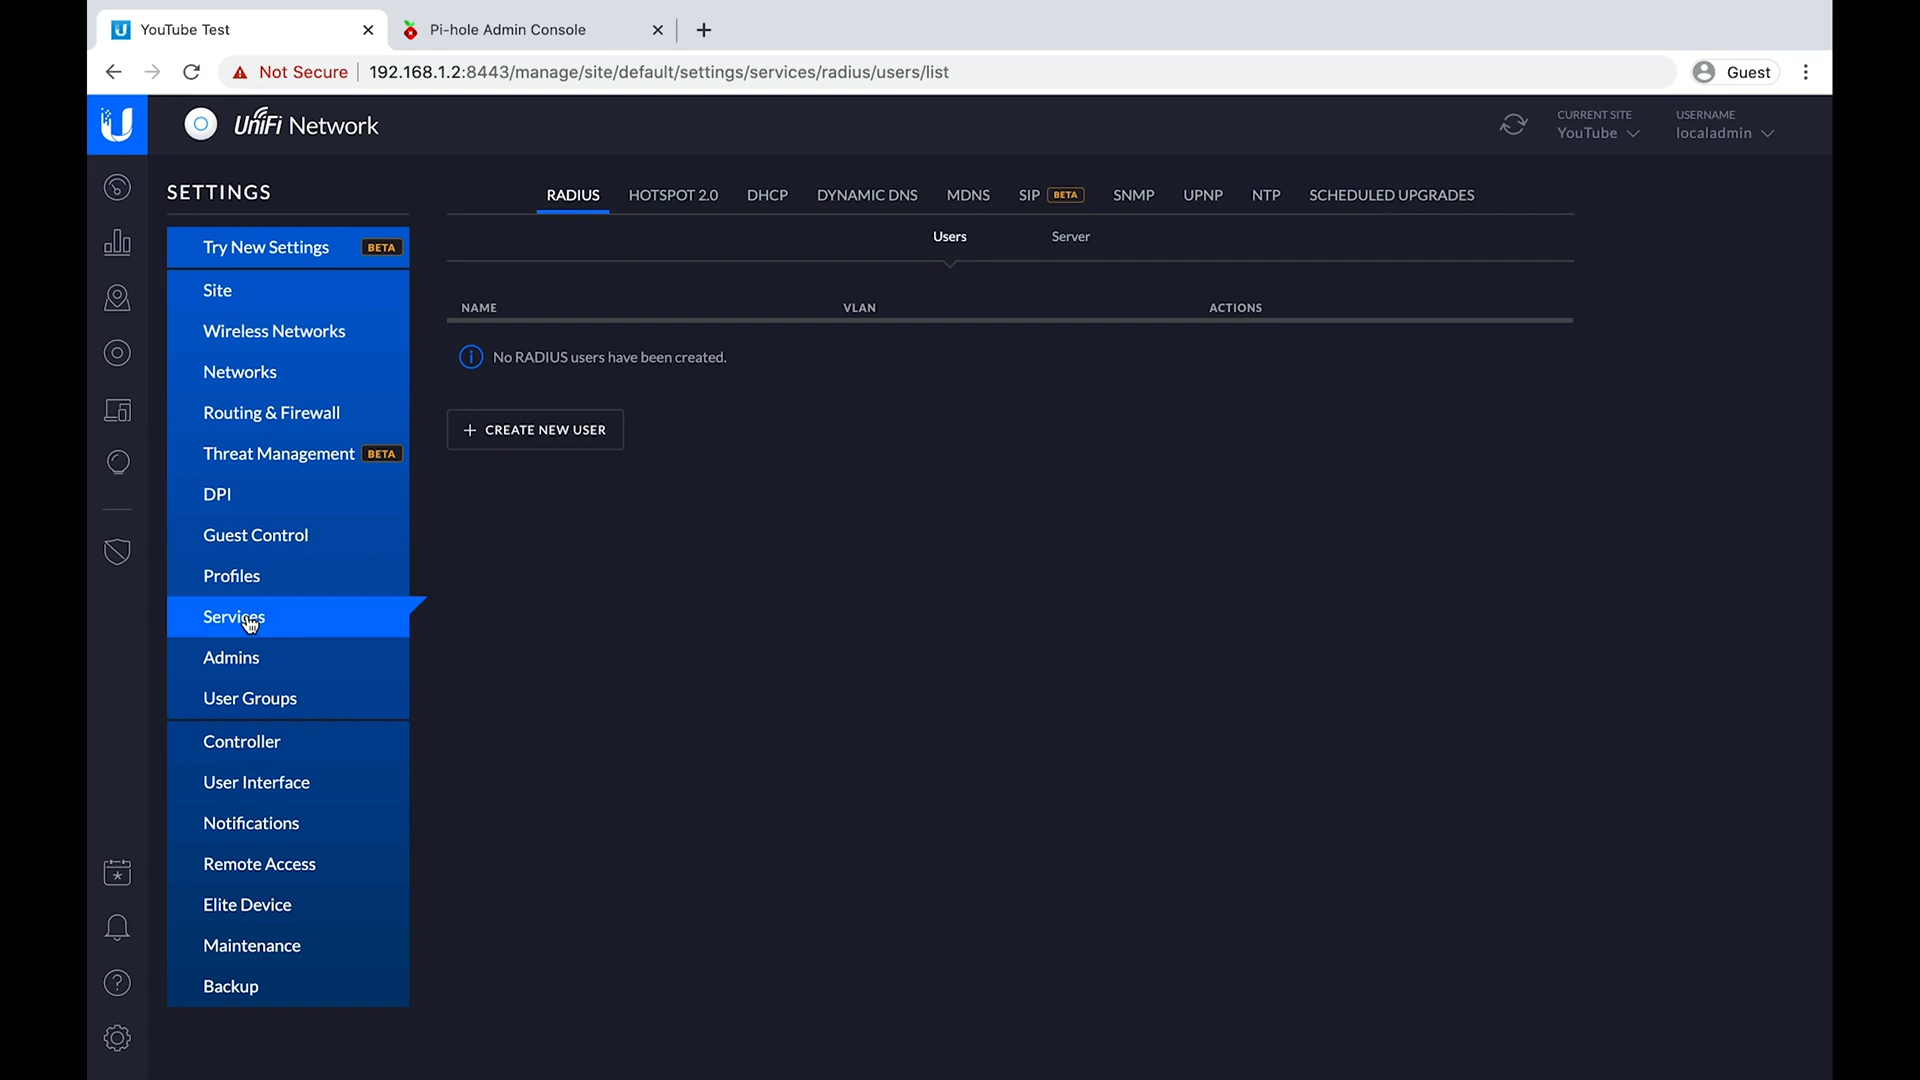 YouTube Test
Pi-hole Admin Console
Not Secure
192.168.1.2:8443/manage/site/default/settings/services/radius/users/list
Guest
UniFi Network
CURRENT SITE
YouTube
USERNAME
localadmin
SETTINGS
Try New Settings BETA
Site
Wireless Networks
Networks
Routing & Firewall
Threat Management BETA
DPI
Guest Control
Profiles
Services
Admins
User Groups
Controller
User Interface
Notifications
Remote Access
Elite Device
Maintenance
Backup
RADIUS HOTSPOT 2.0 DHCP DYNAMIC DNS MDNS SIP BETA SNMP UPNP NTP SCHEDULED UPGRADES
Users Server
NAME VLAN ACTIONS
No RADIUS users have been created.
CREATE NEW USER